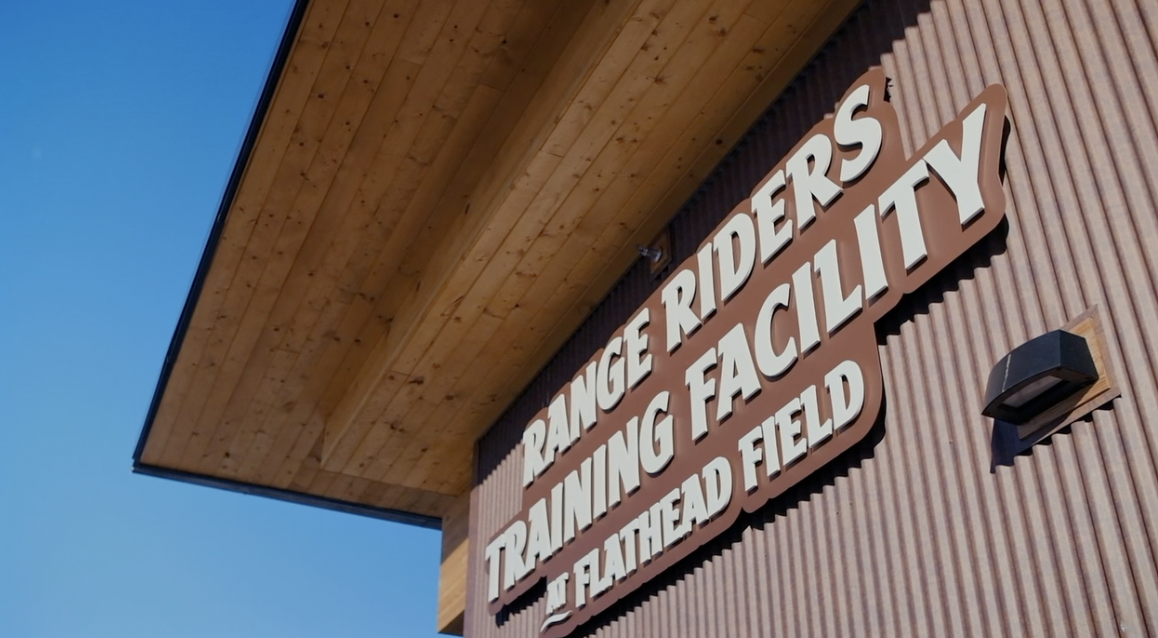 RANGE RIDERS
TRAINING FACILITY
AT FLATHEAD FIELD